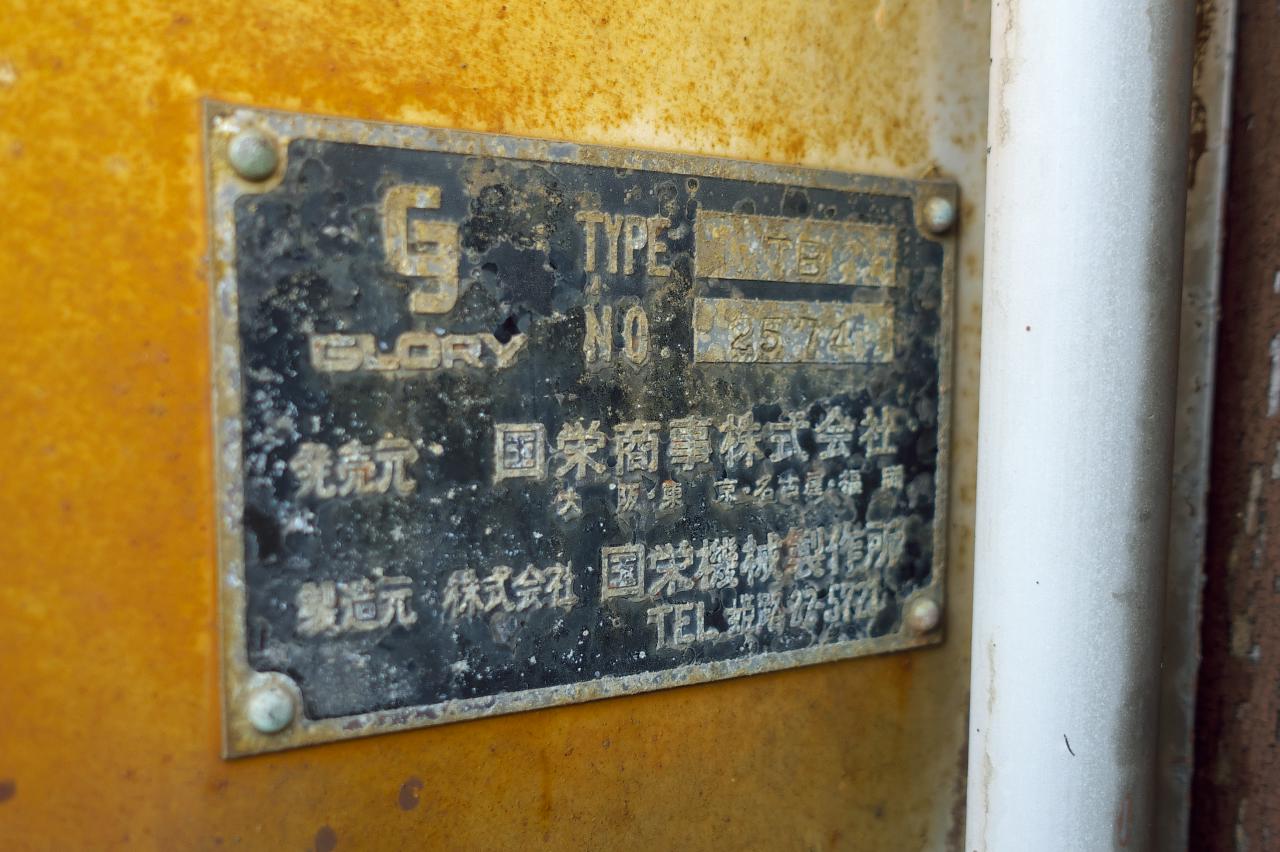 GLORY
TYPE TB
NO. 2574
発売元 国栄商事株式会社
大阪・東京・名古屋・福岡
製造元 株式会社 国栄機械製作所
TEL 姫路